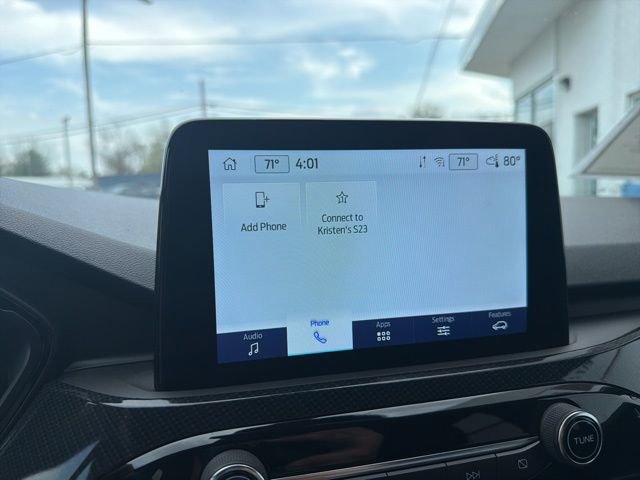 71° 4:01 71° 80°
Add Phone
Connect to
Kristen's S23
Audio Phone Apps Settings Features
TUNE